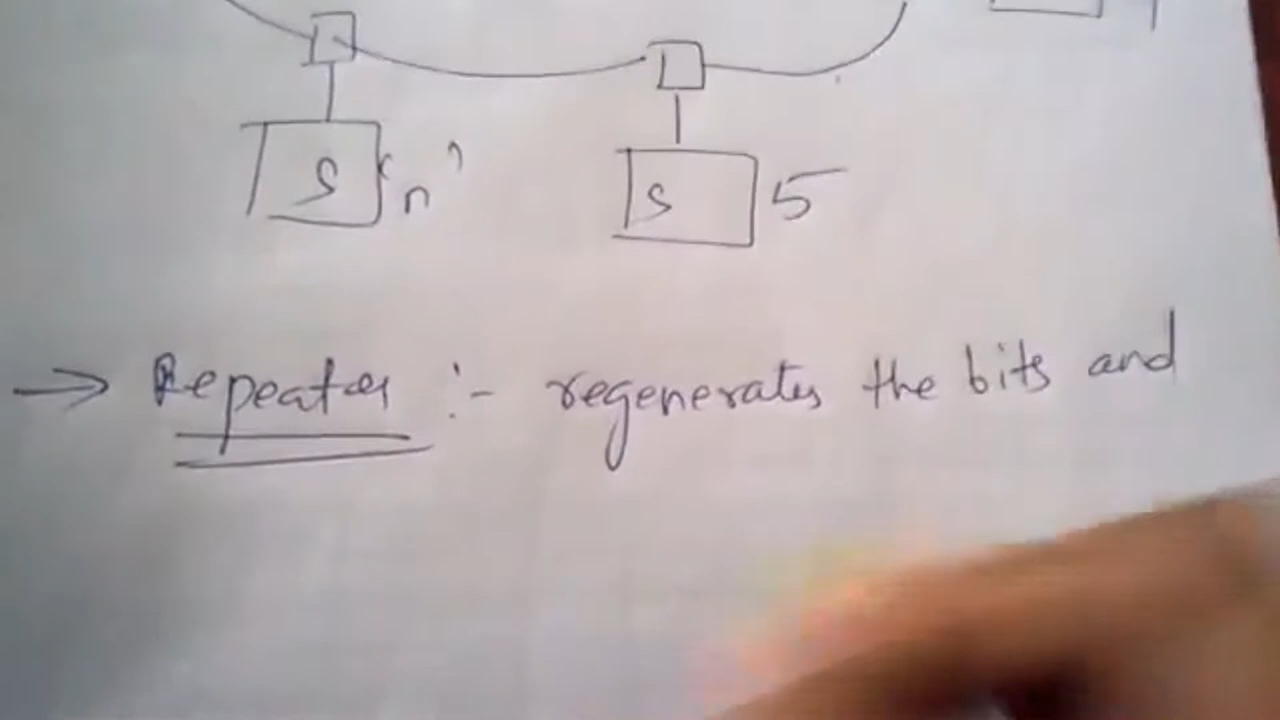 S 'n'
S 5
→ Repeater :- regenerates the bits and